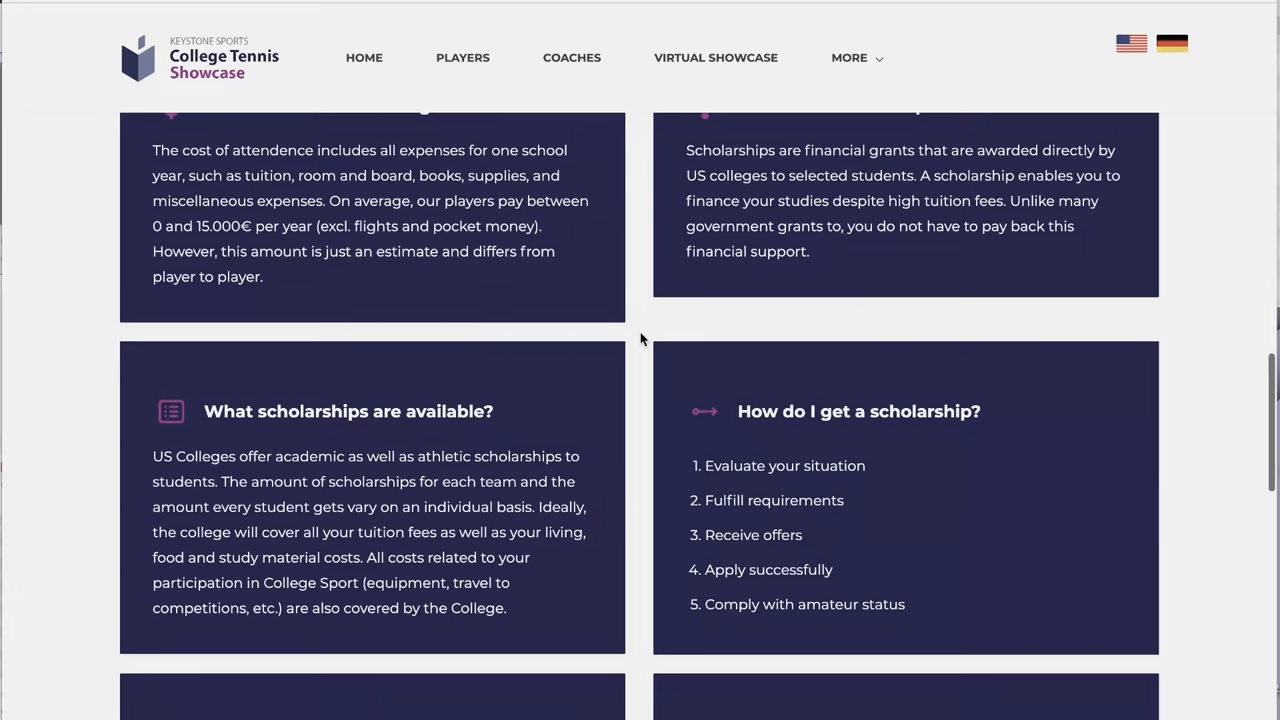 KEYSTONE SPORTS
College Tennis
Showcase
HOME
PLAYERS
COACHES
VIRTUAL SHOWCASE
MORE
The cost of attendence includes all expenses for one school
year, such as tuition, room and board, books, supplies, and
miscellaneous expenses. On average, our players pay between
0 and 15.000€ per year (excl. flights and pocket money).
However, this amount is just an estimate and differs from
player to player.
Scholarships are financial grants that are awarded directly by
US colleges to selected students. A scholarship enables you to
finance your studies despite high tuition fees. Unlike many
government grants to, you do not have to pay back this
financial support.
What scholarships are available?
US Colleges offer academic as well as athletic scholarships to
students. The amount of scholarships for each team and the
amount every student gets vary on an individual basis. Ideally,
the college will cover all your tuition fees as well as your living,
food and study material costs. All costs related to your
participation in College Sport (equipment, travel to
competitions, etc.) are also covered by the College.
How do I get a scholarship?
1. Evaluate your situation
2. Fulfill requirements
3. Receive offers
4. Apply successfully
5. Comply with amateur status